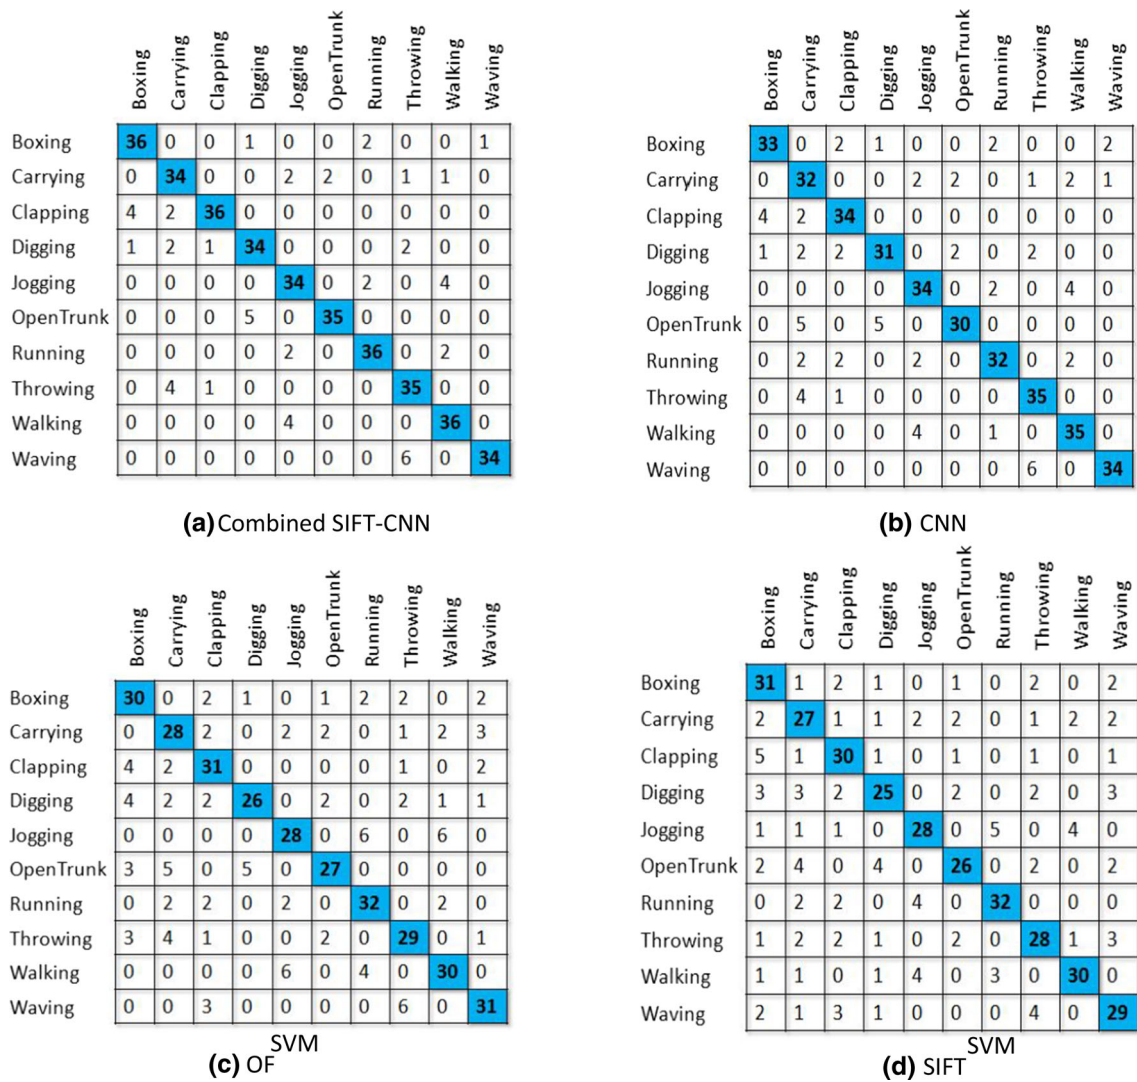 Boxing Carrying Clapping Digging Jogging OpenTrunk Running Throwing Walking Waving
Boxing 36 0 0 1 0 0 2 0 0 1
Carrying 0 34 0 0 2 2 0 1 1 0
Clapping 4 2 36 0 0 0 0 0 0 0
Digging 1 2 1 34 0 0 0 2 0 0
Jogging 0 0 0 0 34 0 2 0 4 0
OpenTrunk 0 0 0 5 0 35 0 0 0 0
Running 0 0 0 0 2 0 36 0 2 0
Throwing 0 4 1 0 0 0 0 35 0 0
Walking 0 0 0 0 4 0 0 0 36 0
Waving 0 0 0 0 0 0 0 6 0 34
(a) Combined SIFT-CNN
Boxing Carrying Clapping Digging Jogging OpenTrunk Running Throwing Walking Waving
Boxing 33 0 2 1 0 0 2 0 0 2
Carrying 0 32 0 0 2 2 0 1 2 1
Clapping 4 2 34 0 0 0 0 0 0 0
Digging 1 2 2 31 0 2 0 2 0 0
Jogging 0 0 0 0 34 0 2 0 4 0
OpenTrunk 0 5 0 5 0 30 0 0 0 0
Running 0 2 2 0 2 0 32 0 2 0
Throwing 0 4 1 0 0 0 0 35 0 0
Walking 0 0 0 0 4 0 1 0 35 0
Waving 0 0 0 0 0 0 0 6 0 34
(b) CNN
Boxing Carrying Clapping Digging Jogging OpenTrunk Running Throwing Walking Waving
Boxing 30 0 2 1 0 1 2 2 0 2
Carrying 0 28 2 0 2 2 0 1 2 3
Clapping 4 2 31 0 0 0 0 1 0 2
Digging 4 2 2 26 0 2 0 2 1 1
Jogging 0 0 0 0 28 0 6 0 6 0
OpenTrunk 3 5 0 5 0 27 0 0 0 0
Running 0 2 2 0 2 0 32 0 2 0
Throwing 3 4 1 0 0 2 0 29 0 1
Walking 0 0 0 0 6 0 4 0 30 0
Waving 0 0 3 0 0 0 0 6 0 31
SVM
(c) OF
Boxing Carrying Clapping Digging Jogging OpenTrunk Running Throwing Walking Waving
Boxing 31 1 2 1 0 1 0 2 0 2
Carrying 2 27 1 1 2 2 0 1 2 2
Clapping 5 1 30 1 0 1 0 1 0 1
Digging 3 3 2 25 0 2 0 2 0 3
Jogging 1 1 1 0 28 0 5 0 4 0
OpenTrunk 2 4 0 4 0 26 0 2 0 2
Running 0 2 2 0 4 0 32 0 0 0
Throwing 1 2 2 1 0 2 0 28 1 3
Walking 1 1 0 1 4 0 3 0 30 0
Waving 2 1 3 1 0 0 0 4 0 29
SVM
(d) SIFT